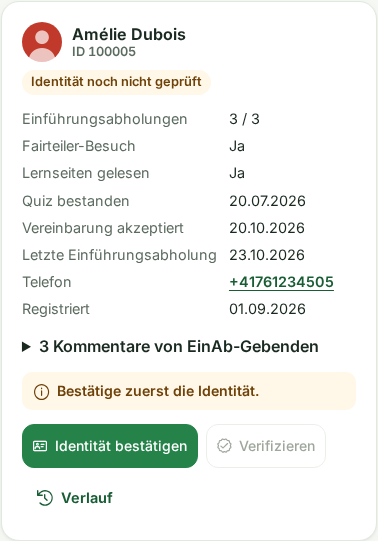 Amélie Dubois
ID 100005
Identität noch nicht geprüft
Einführungsabholungen 3 / 3
Fairteiler-Besuch Ja
Lernseiten gelesen Ja
Quiz bestanden 20.07.2026
Vereinbarung akzeptiert 20.10.2026
Letzte Einführungsabholung 23.10.2026
Telefon +41761234505
Registriert 01.09.2026
3 Kommentare von EinAb-Gebenden
Bestätige zuerst die Identität.
Identität bestätigen Verifizieren
Verlauf